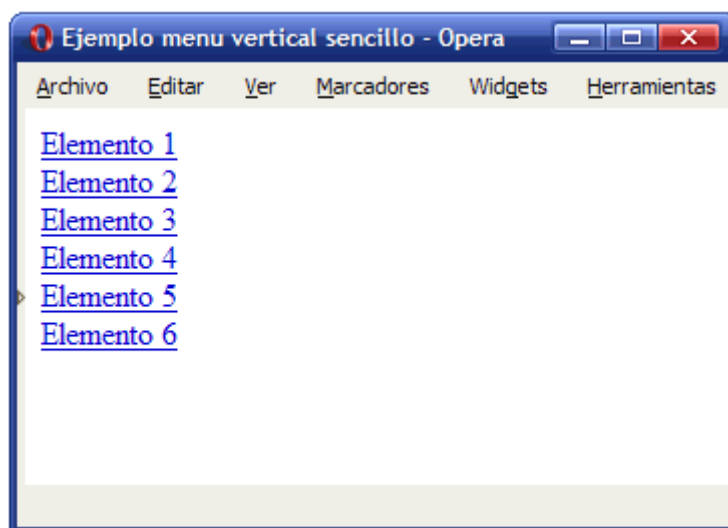 Ejemplo menu vertical sencillo - Opera
Archivo Editar Ver Marcadores Widgets Herramientas
Elemento 1
Elemento 2
Elemento 3
Elemento 4
Elemento 5
Elemento 6